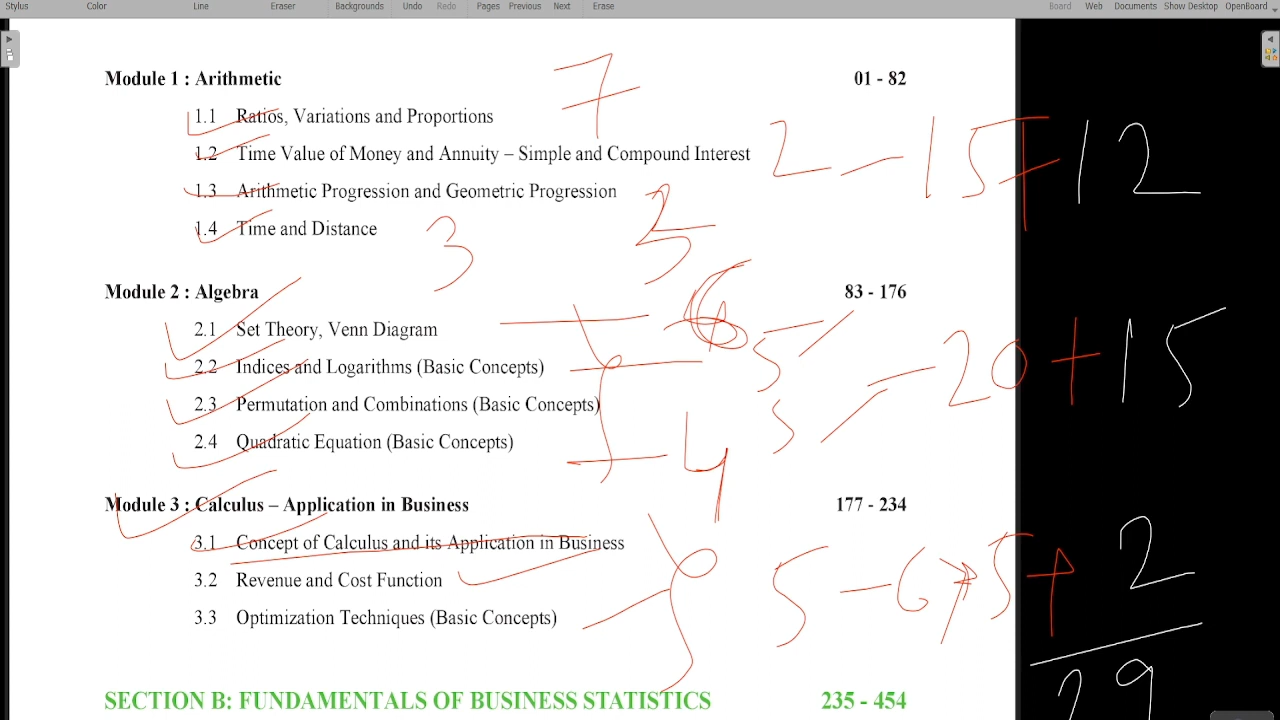 Stylus Color Line Eraser Backgrounds Undo Redo Pages Previous Next Erase Board Web Documents Show Desktop OpenBoard
Module 1 : Arithmetic 01 - 82
7
1.1 Ratios, Variations and Proportions
1.2 Time Value of Money and Annuity – Simple and Compound Interest
2 - 15 + 12
1.3 Arithmetic Progression and Geometric Progression
1.4 Time and Distance
3
Module 2 : Algebra 83 - 176
2.1 Set Theory, Venn Diagram
6
2.2 Indices and Logarithms (Basic Concepts)
5 - 20 + 15
2.3 Permutation and Combinations (Basic Concepts)
2.4 Quadratic Equation (Basic Concepts)
4
Module 3 : Calculus – Application in Business 177 - 234
3.1 Concept of Calculus and its Application in Business
3.2 Revenue and Cost Function
5 - 6 5 + 2
3.3 Optimization Techniques (Basic Concepts)
29
SECTION B: FUNDAMENTALS OF BUSINESS STATISTICS 235 - 454